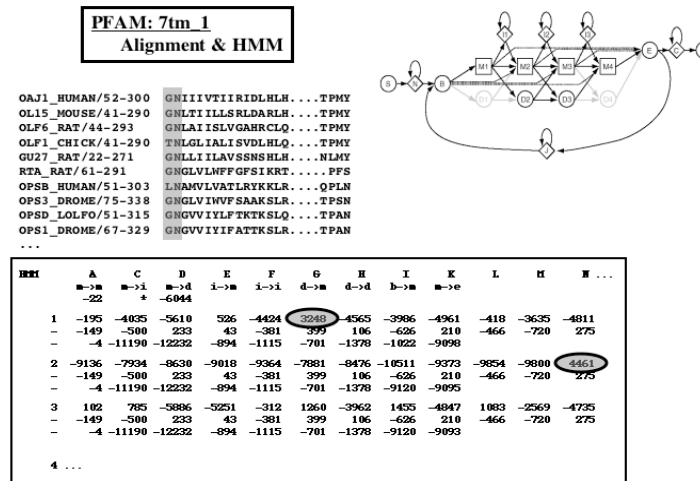 PFAM: 7tm_1
Alignment & HMM
OAJ1_HUMAN/52-300 GNIIIVTIIRIDLHLH....TPMY
OL15_MOUSE/41-290 GNLTIILLSRLDARLH....TPMY
OLF6_RAT/44-293 GNLAIISLVGAHRCLQ....TPMY
OLF1_CHICK/41-290 TNLGLIALISVDLHLQ....TPMY
GU27_RAT/22-271 GNLLIILAVSSNSHLH....NLMY
RTA_RAT/61-291 GNGLVLWFFGFSIKRT.....PFS
OPSB_HUMAN/51-303 LNAMVLVATLRYKKLR....QPLN
OPS3_DROME/75-338 GNGLVIWVFSAAKSLR....TPSN
OPSD_LOLFO/51-315 GNGVVIYLFTKTKSLQ....TPAN
OPS1_DROME/67-329 GNGVVIYIFATTKSLR....TPAN
...
I1 I2 I3
M1 M2 M3 M4
S N B E C
D1 D2 D3 D4
J
HMM A C D E F G H I K L M N ...
m->m m->i m->d i->m i->i d->m d->d b->m m->e
-22 * -6044
1 -195 -4035 -5610 526 -4424 3248 -4565 -3986 -4961 -418 -3635 -4811
- -149 -500 233 43 -381 399 106 -626 210 -466 -720 275
- -4 -11190 -12232 -894 -1115 -701 -1378 -1022 -9098
2 -9136 -7934 -8630 -9018 -9364 -7881 -8476 -10511 -9373 -9854 -9800 4461
- -149 -500 233 43 -381 399 106 -626 210 -466 -720 275
- -4 -11190 -12232 -894 -1115 -701 -1378 -9120 -9095
3 102 785 -5886 -5251 -312 1260 -3962 1455 -4847 1083 -2569 -4735
- -149 -500 233 43 -381 399 106 -626 210 -466 -720 275
- -4 -11190 -12232 -894 -1115 -701 -1378 -9120 -9093
4 ...